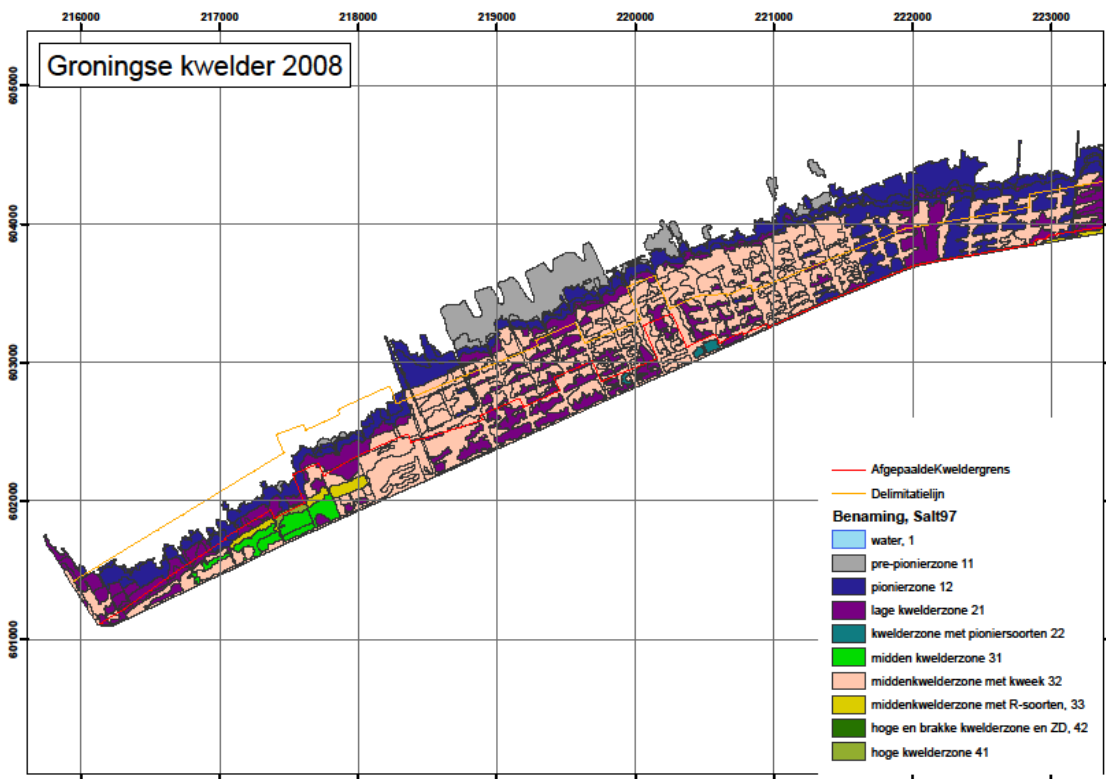 216000 217000 218000 219000 220000 221000 222000 223000
Groningse kwelder 2008
605000
604000
603000
602000
601000
AfgepaaldeKweldergrens
Delimitatielijn
Benaming, Salt97
water, 1
pre-pionierzone 11
pionierzone 12
lage kwelderzone 21
kwelderzone met pioniersoorten 22
midden kwelderzone 31
middenkwelderzone met kweek 32
middenkwelderzone met R-soorten, 33
hoge en brakke kwelderzone en ZD, 42
hoge kwelderzone 41